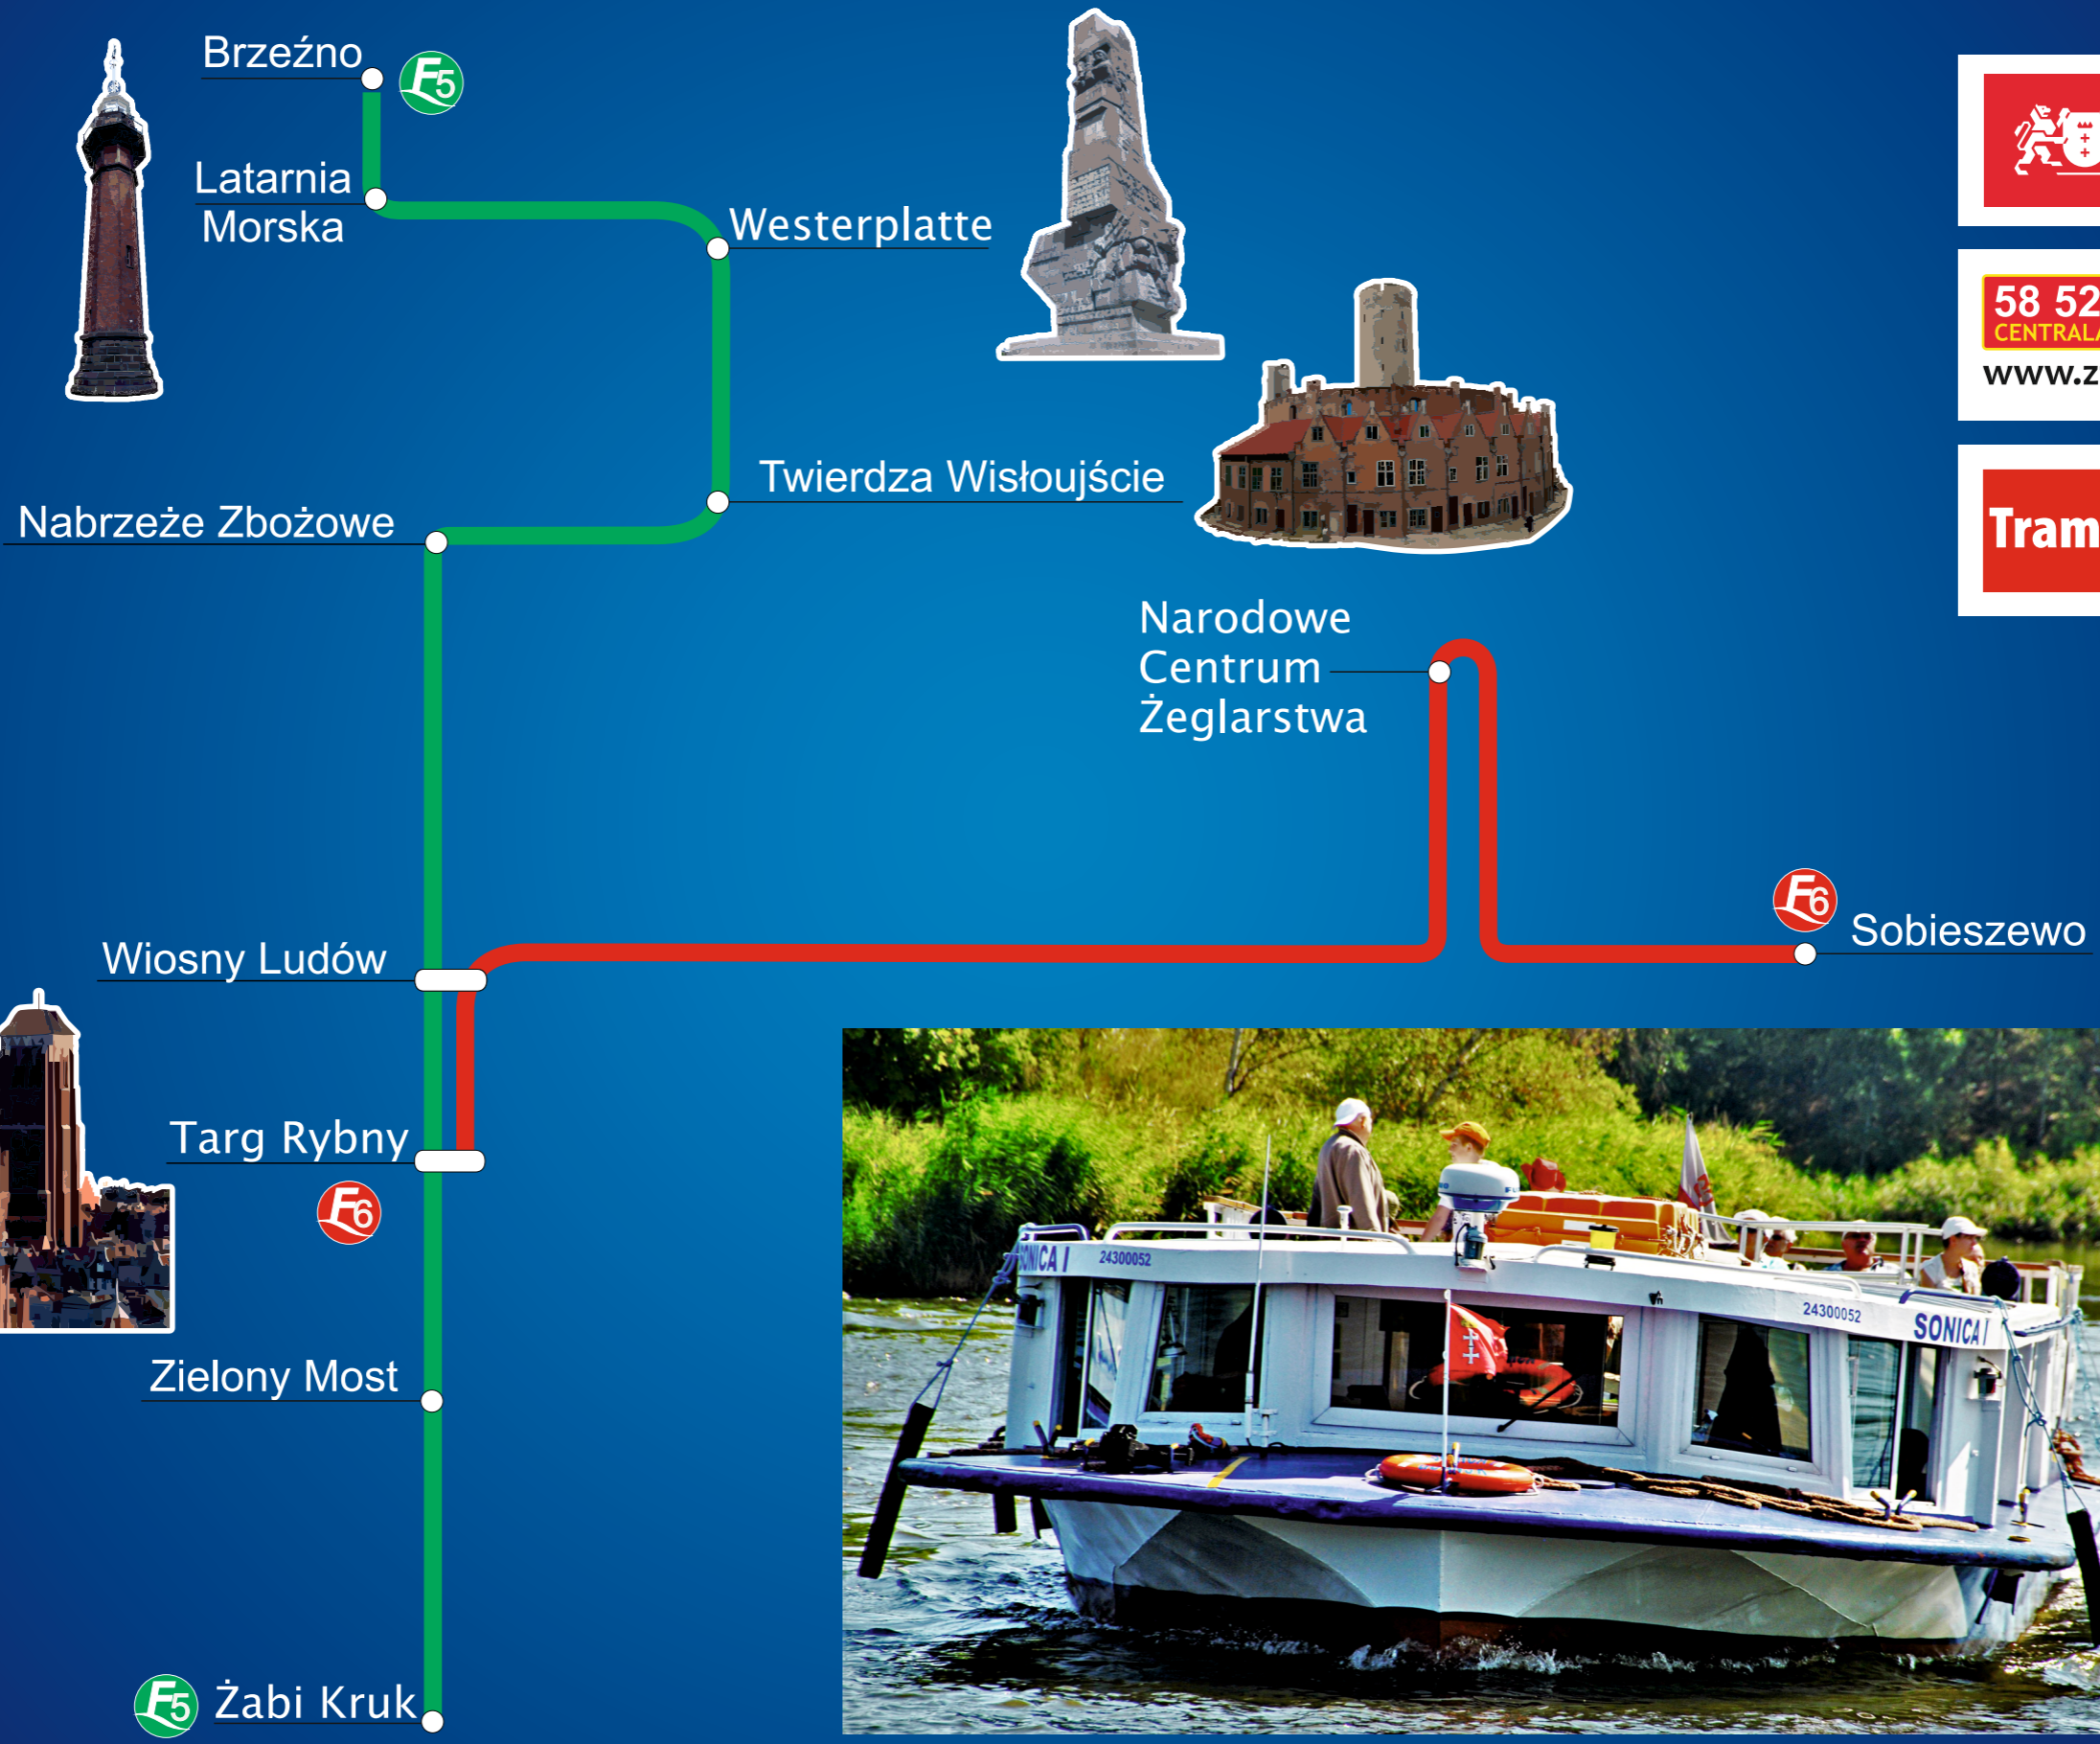 Brzeźno
F5
Latarnia
Morska
Westerplatte
58 52
CENTRALA
www.z
Twierdza Wisłoujście
Nabrzeże Zbożowe
Tram
Narodowe
Centrum
Żeglarstwa
F6
Sobieszewo
Wiosny Ludów
Targ Rybny
F6
SONICA I 24300052
24300052 SONICA I
Zielony Most
F5 Żabi Kruk